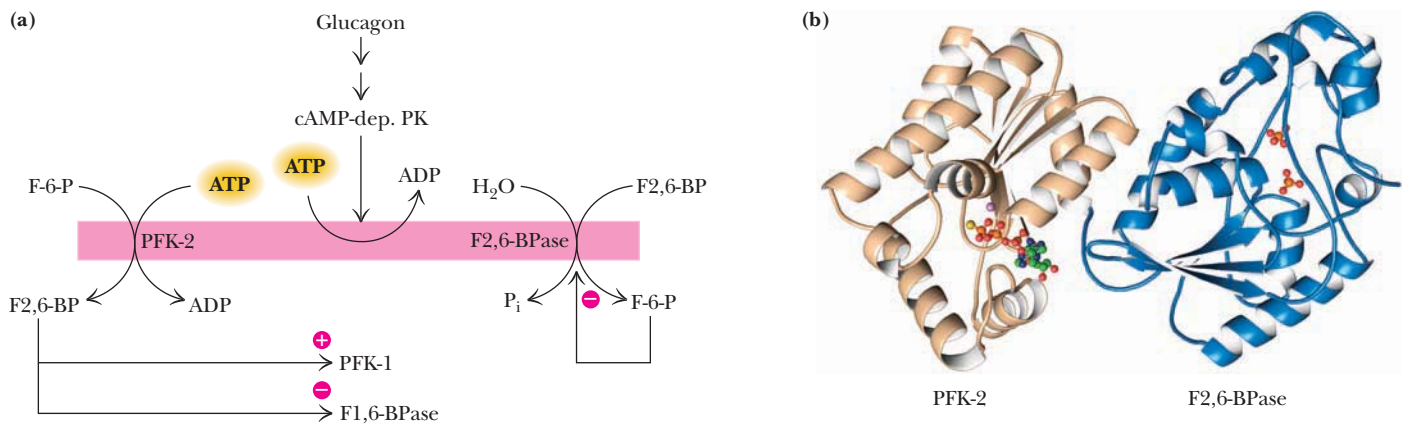 (a)
Glucagon
cAMP-dep. PK
F-6-P
ATP
ATP
ADP
H₂O
F2,6-BP
PFK-2
F2,6-BPase
F2,6-BP
ADP
Pᵢ
−
F-6-P
+
PFK-1
−
F1,6-BPase
(b)
PFK-2
F2,6-BPase